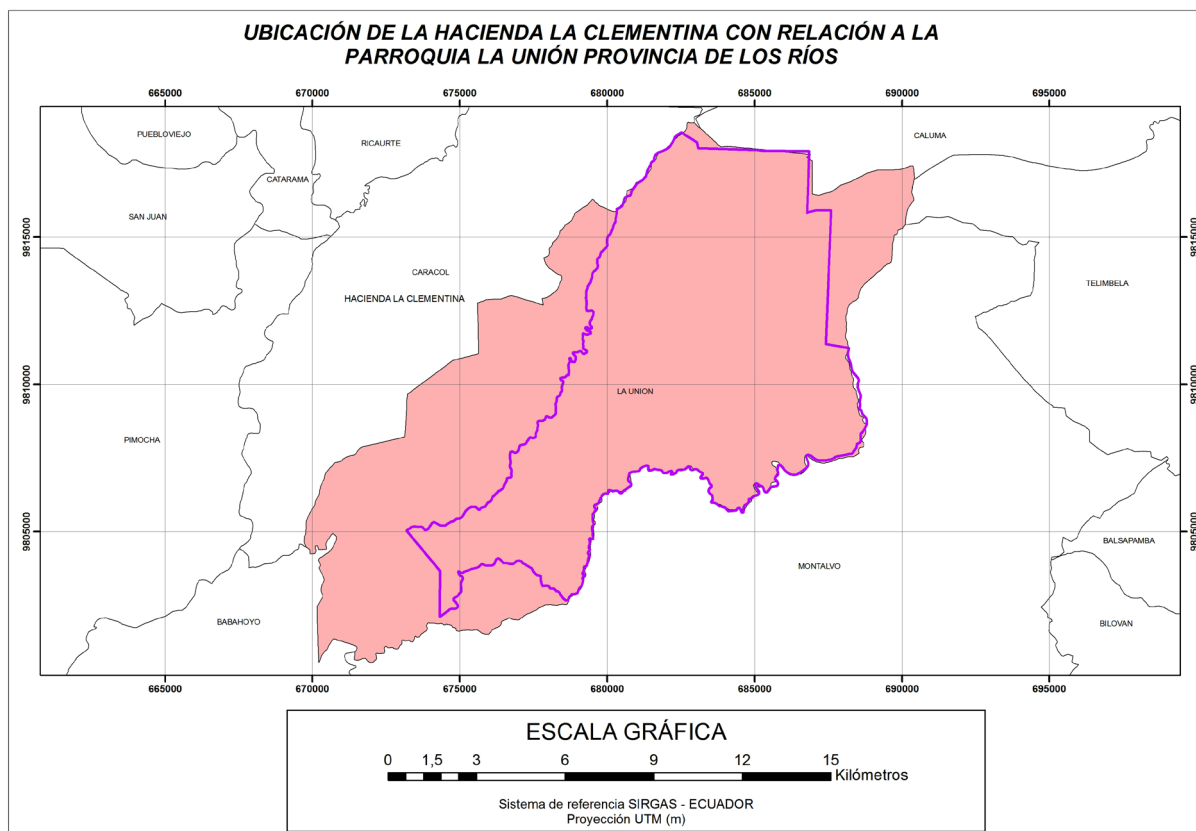 UBICACIÓN DE LA HACIENDA LA CLEMENTINA CON RELACIÓN A LA
PARROQUIA LA UNIÓN PROVINCIA DE LOS RÍOS
665000 670000 675000 680000 685000 690000 695000
PUEBLOVIEJO
RICAURTE
CALUMA
CATARAMA
SAN JUAN
9815000 9815000
CARACOL
TELIMBELA
HACIENDA LA CLEMENTINA
9810000 9810000
LA UNION
PIMOCHA
9805000 9805000
BALSAPAMBA
MONTALVO
BABAHOYO
BILOVAN
665000 670000 675000 680000 685000 690000 695000
ESCALA GRÁFICA
0 1,5 3 6 9 12 15
Kilómetros
Sistema de referencia SIRGAS - ECUADOR
Proyección UTM (m)